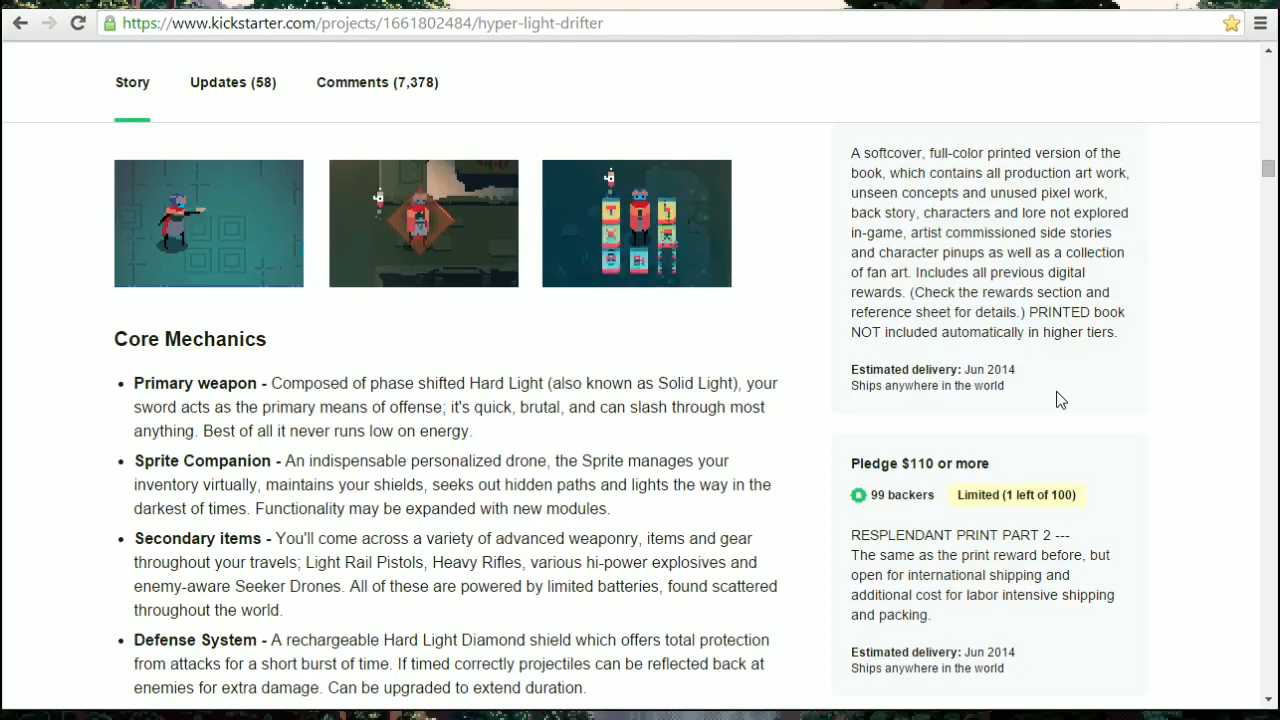 https://www.kickstarter.com/projects/1661802484/hyper-light-drifter
Story Updates (58) Comments (7,378)
Core Mechanics
Primary weapon - Composed of phase shifted Hard Light (also known as Solid Light), your
sword acts as the primary means of offense; it's quick, brutal, and can slash through most
anything. Best of all it never runs low on energy.
Sprite Companion - An indispensable personalized drone, the Sprite manages your
inventory virtually, maintains your shields, seeks out hidden paths and lights the way in the
darkest of times. Functionality may be expanded with new modules.
Secondary items - You'll come across a variety of advanced weaponry, items and gear
throughout your travels; Light Rail Pistols, Heavy Rifles, various hi-power explosives and
enemy-aware Seeker Drones. All of these are powered by limited batteries, found scattered
throughout the world.
Defense System - A rechargeable Hard Light Diamond shield which offers total protection
from attacks for a short burst of time. If timed correctly projectiles can be reflected back at
enemies for extra damage. Can be upgraded to extend duration.
A softcover, full-color printed version of the
book, which contains all production art work,
unseen concepts and unused pixel work,
back story, characters and lore not explored
in-game, artist commissioned side stories
and character pinups as well as a collection
of fan art. Includes all previous digital
rewards. (Check the rewards section and
reference sheet for details.) PRINTED book
NOT included automatically in higher tiers.
Estimated delivery: Jun 2014
Ships anywhere in the world
Pledge $110 or more
99 backers Limited (1 left of 100)
RESPLENDANT PRINT PART 2 ---
The same as the print reward before, but
open for international shipping and
additional cost for labor intensive shipping
and packing.
Estimated delivery: Jun 2014
Ships anywhere in the world